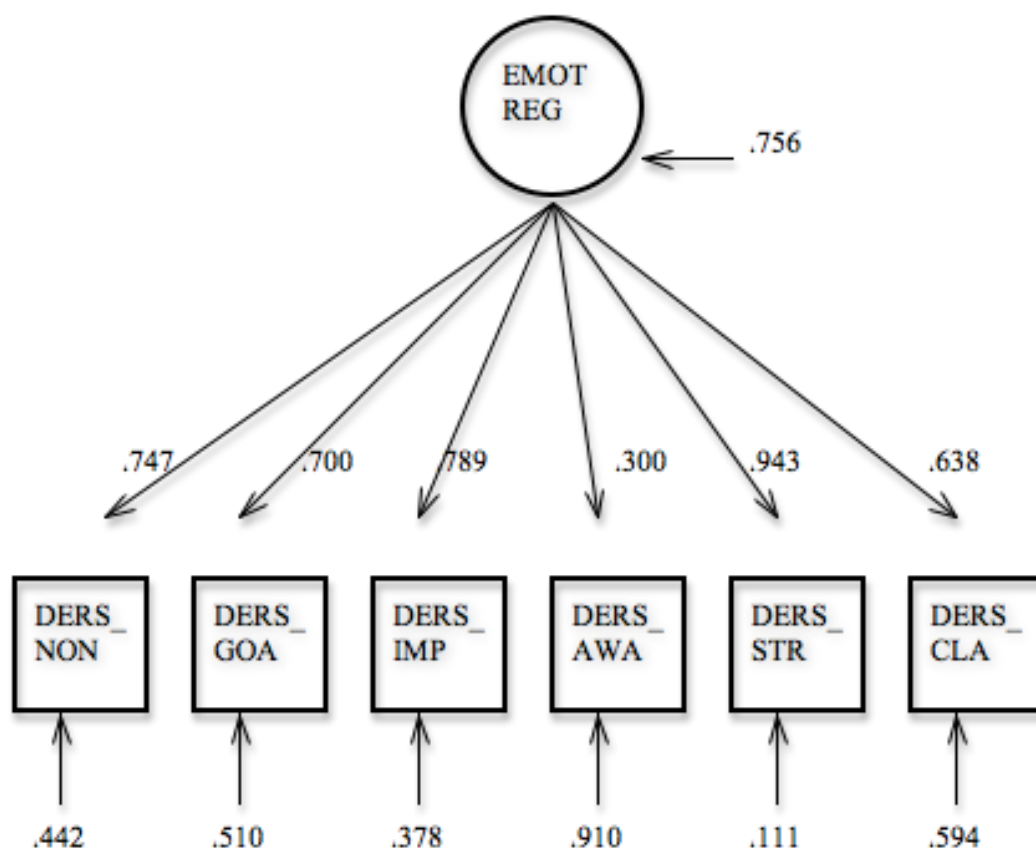 EMOT
REG
.756
.747 .700 .789 .300 .943 .638
DERS_ DERS_ DERS_ DERS_ DERS_ DERS_
NON GOA IMP AWA STR CLA
.442 .510 .378 .910 .111 .594